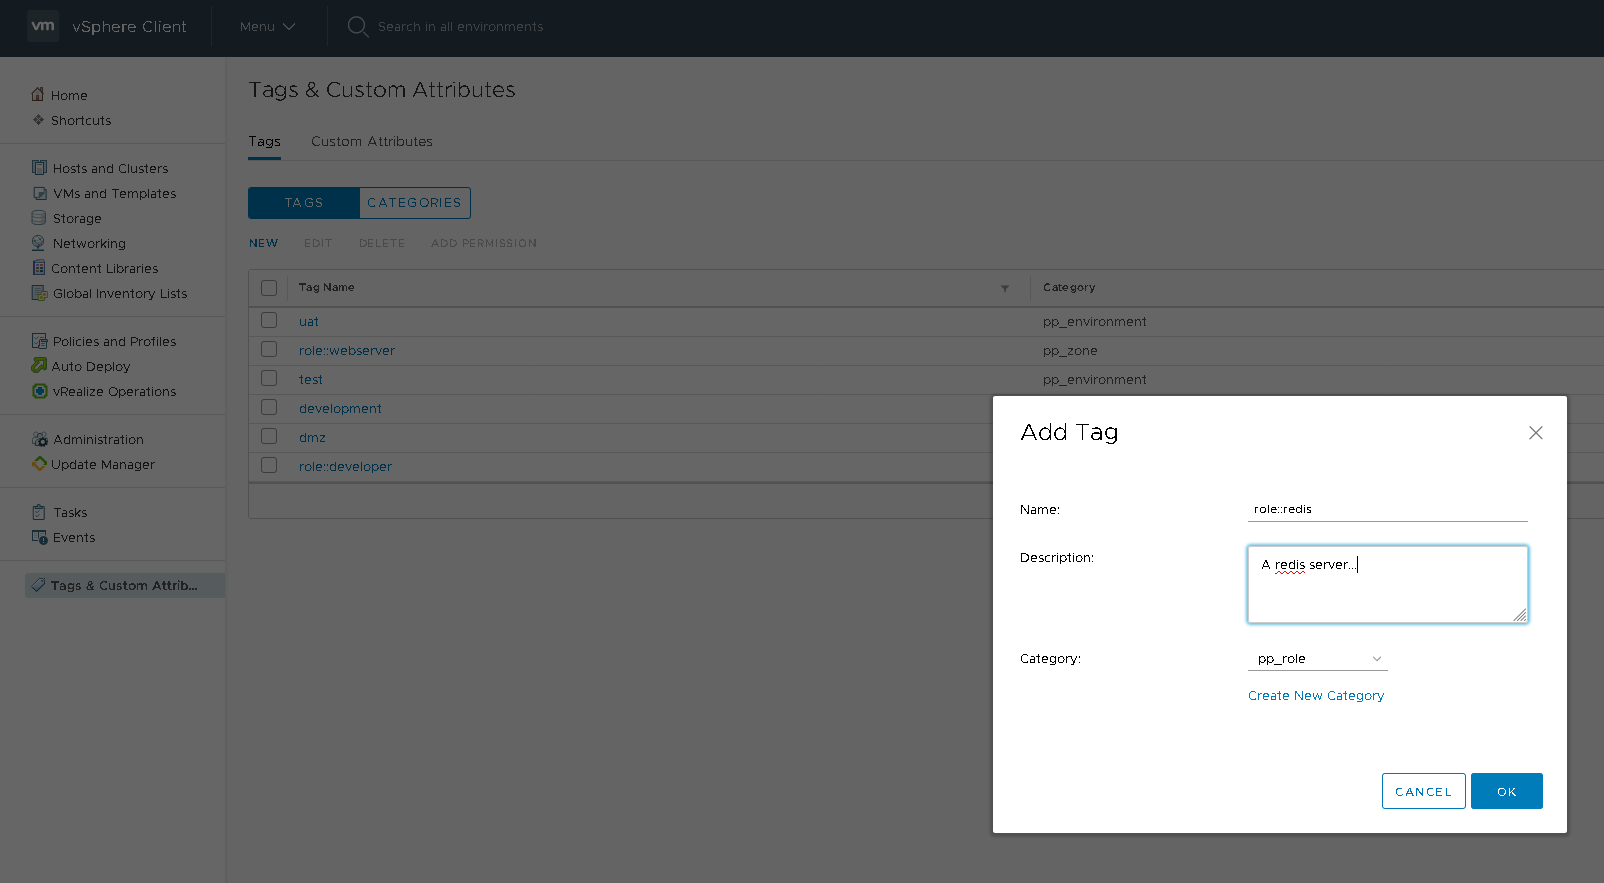 vm vSphere Client Menu Search in all environments
Home
Shortcuts
Hosts and Clusters
VMs and Templates
Storage
Networking
Content Libraries
Global Inventory Lists
Policies and Profiles
Auto Deploy
vRealize Operations
Administration
Update Manager
Tasks
Events
Tags & Custom Attrib...
Tags & Custom Attributes
Tags Custom Attributes
TAGS CATEGORIES
NEW EDIT DELETE ADD PERMISSION
Tag Name Category
uat pp_environment
role::webserver pp_zone
test pp_environment
development
dmz
role::developer
Add Tag
Name: role::redis
Description: A redis server...
Category: pp_role
Create New Category
CANCEL OK